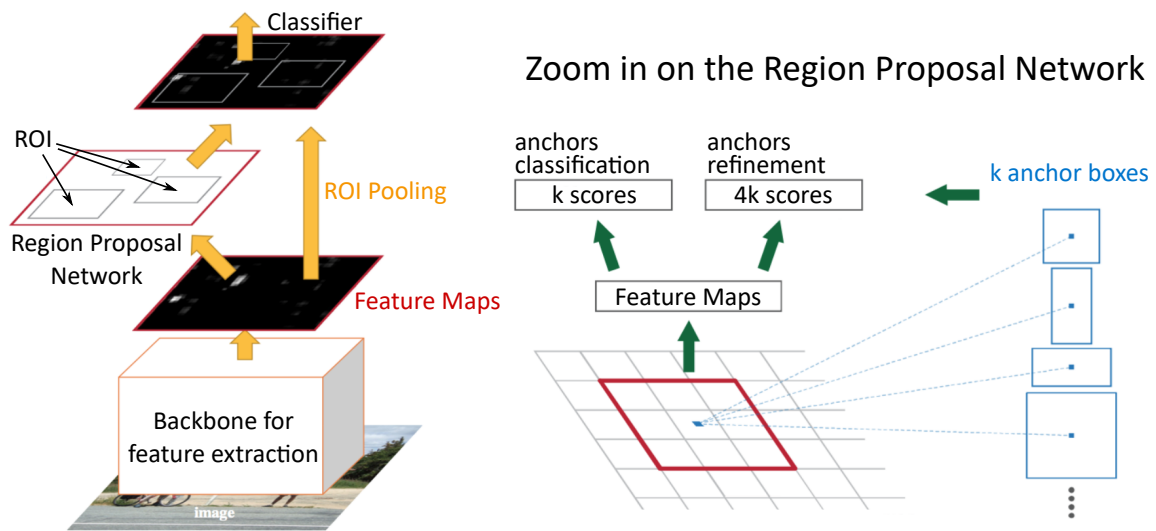 Classifier
ROI
ROI Pooling
Region Proposal
Network
Feature Maps
Backbone for
feature extraction
image
Zoom in on the Region Proposal Network
anchors
classification
k scores
anchors
refinement
4k scores
k anchor boxes
Feature Maps